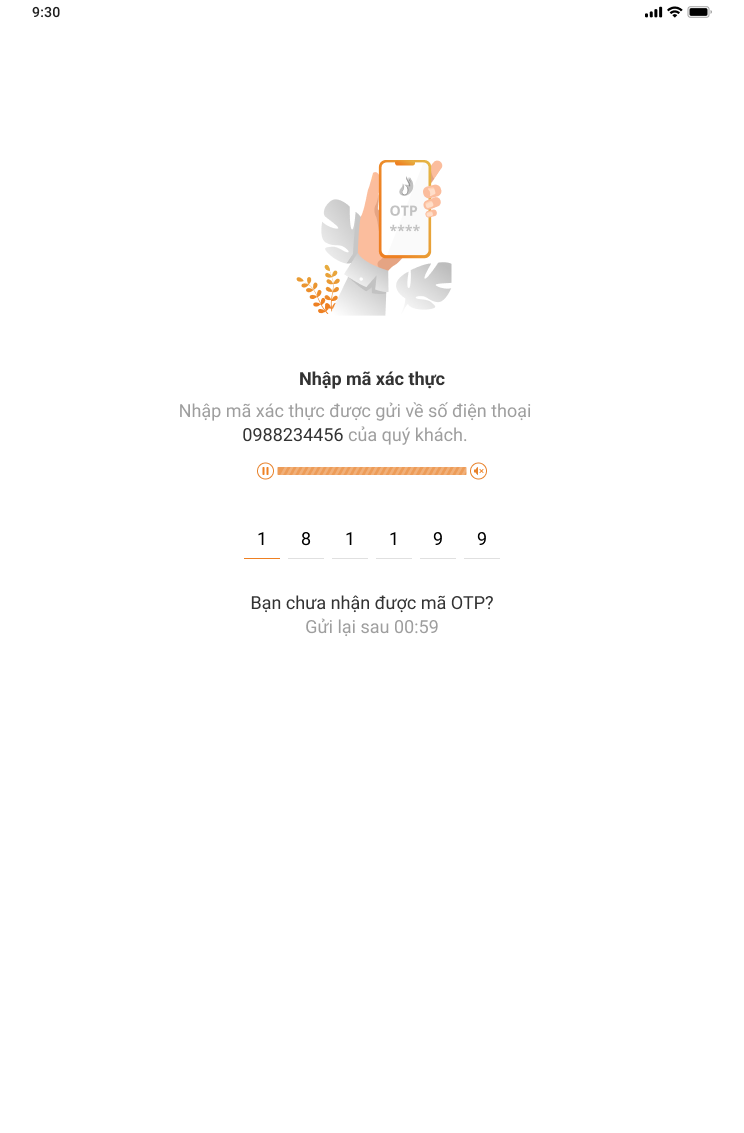 9:30
OTP
****
Nhập mã xác thực
Nhập mã xác thực được gửi về số điện thoại
0988234456 của quý khách.
1 8 1 1 9 9
Bạn chưa nhận được mã OTP?
Gửi lại sau 00:59